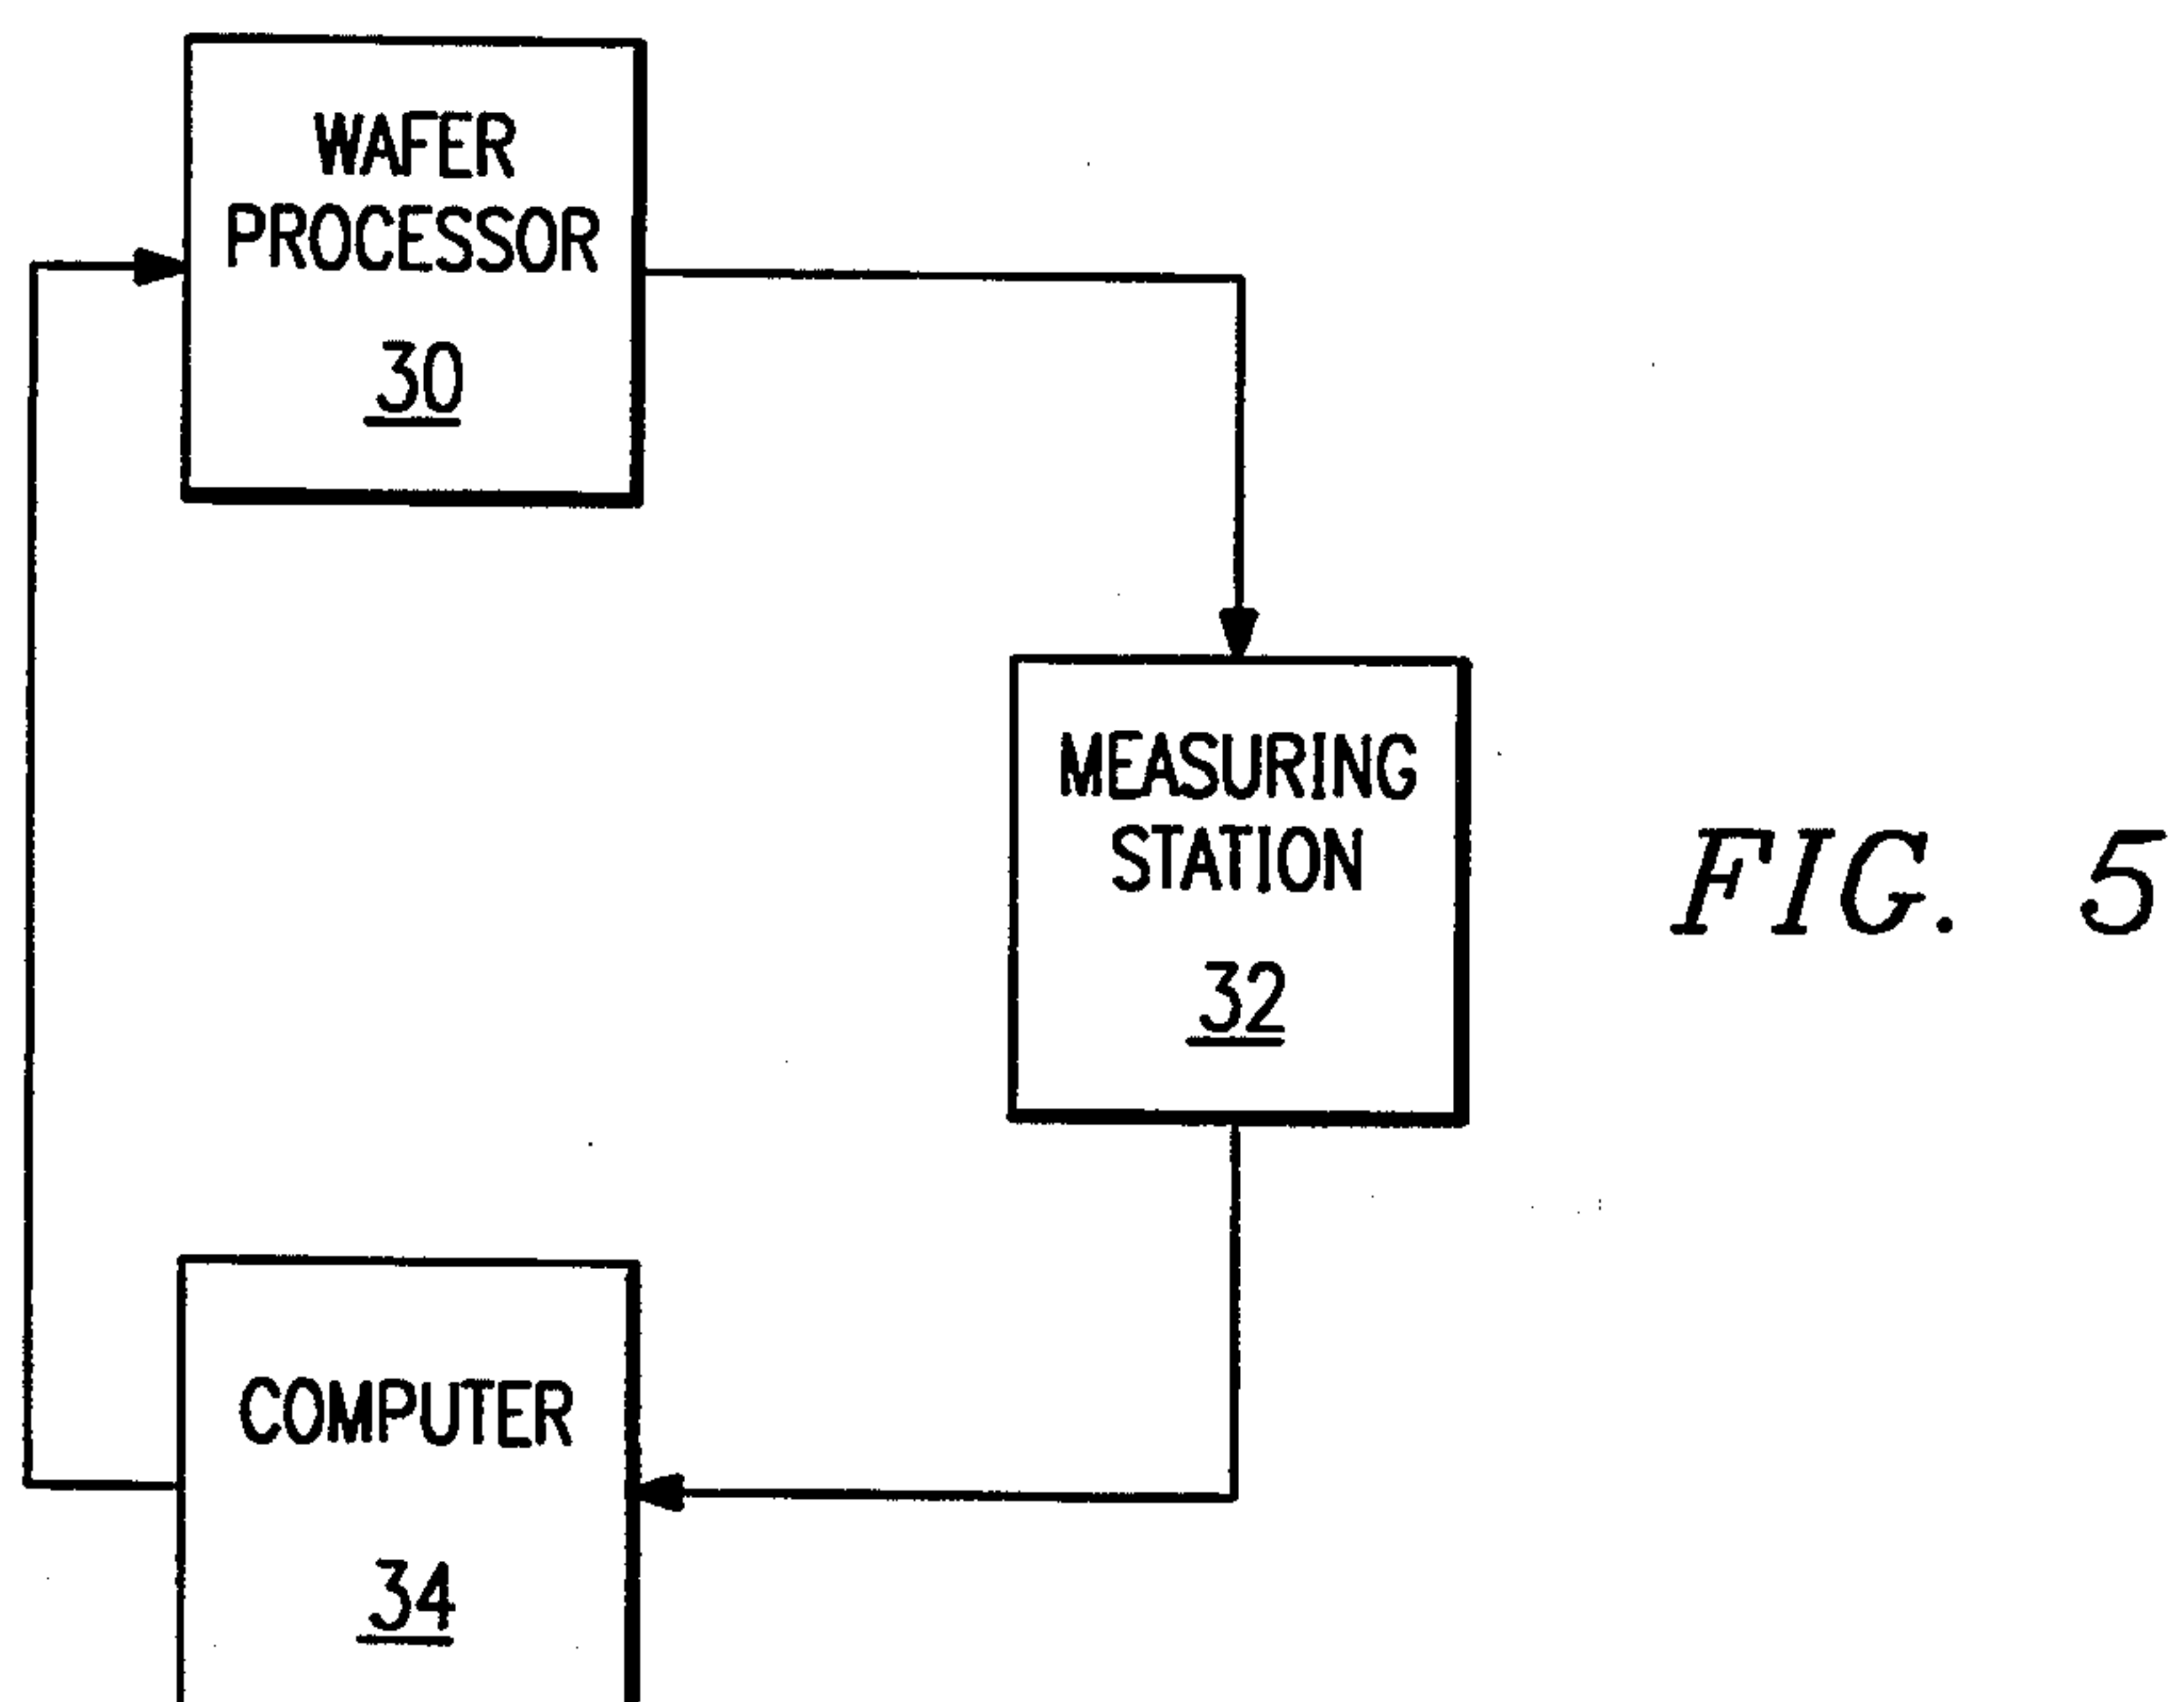 WAFER
PROCESSOR
30
MEASURING
STATION
32
FIG. 5
COMPUTER
34